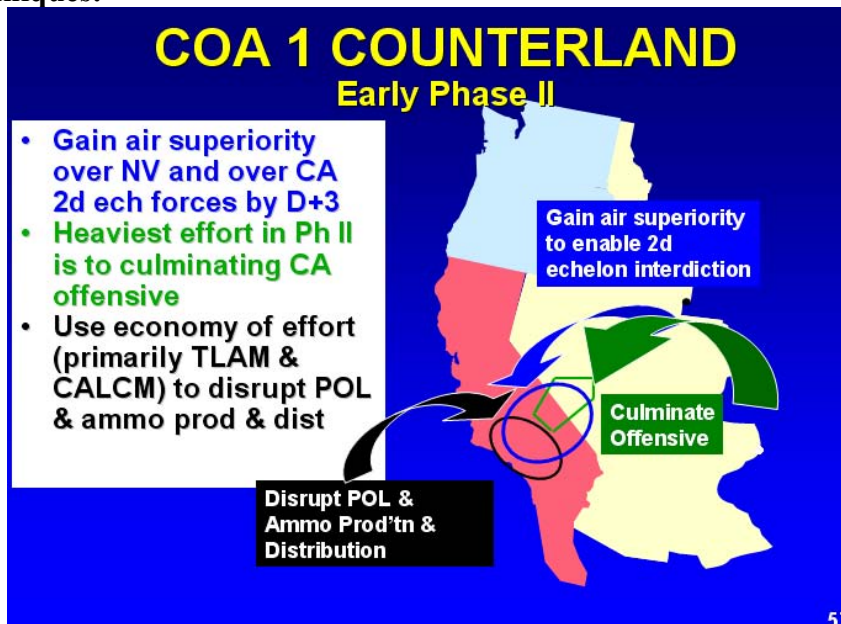 COA 1 COUNTERLAND
Early Phase II
• Gain air superiority
over NV and over CA
2d ech forces by D+3
• Heaviest effort in Ph II
is to culminating CA
offensive
• Use economy of effort
(primarily TLAM &
CALCM) to disrupt POL
& ammo prod & dist
Gain air superiority
to enable 2d
echelon interdiction
Culminate
Offensive
Disrupt POL &
Ammo Prod'tn &
Distribution